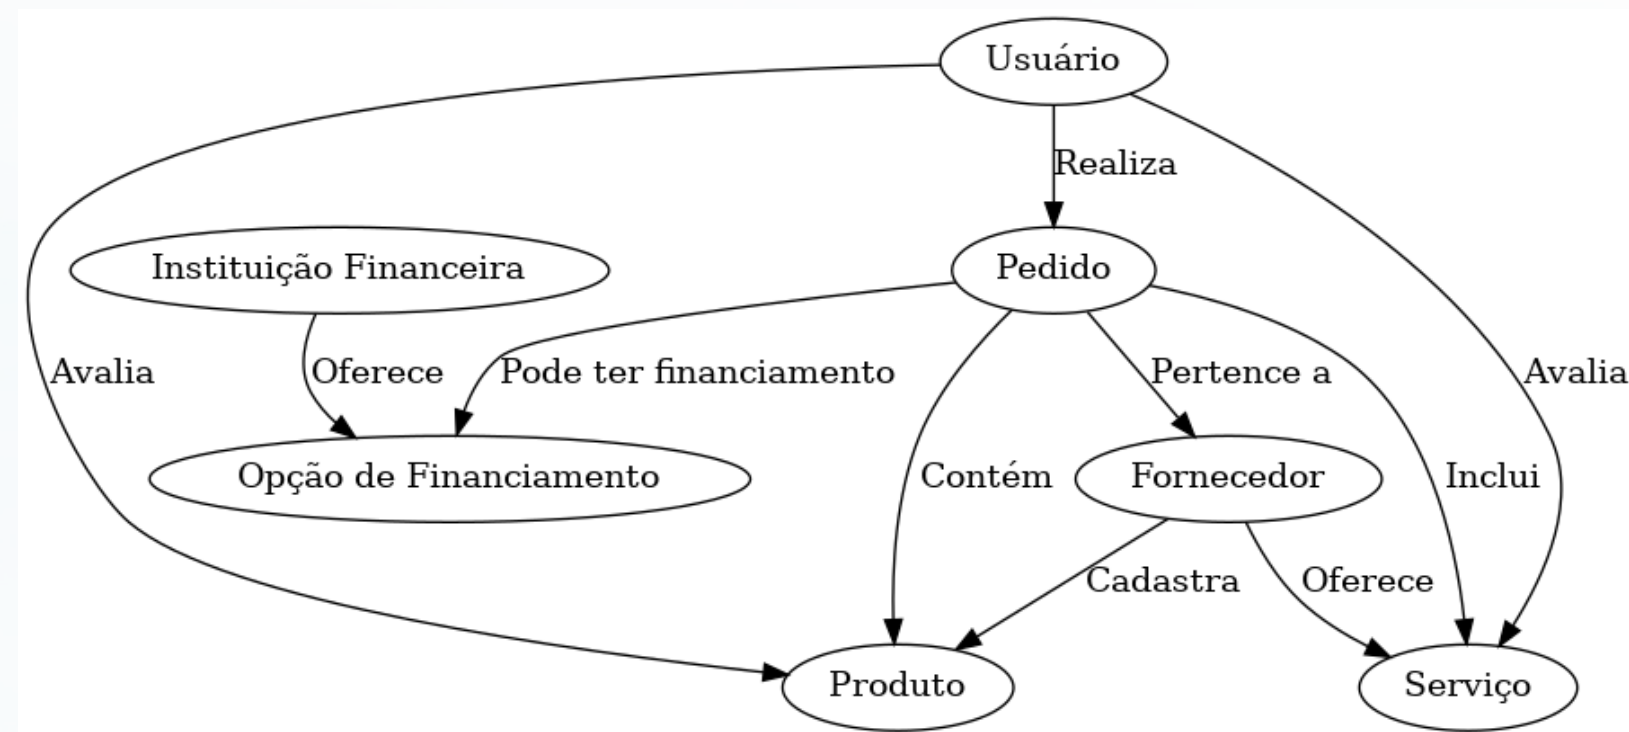 Usuário
Realiza
Instituição Financeira
Pedido
Avalia
Oferece
Pode ter financiamento
Pertence a
Avalia
Opção de Financiamento
Contém
Fornecedor
Inclui
Cadastra
Oferece
Produto
Serviço